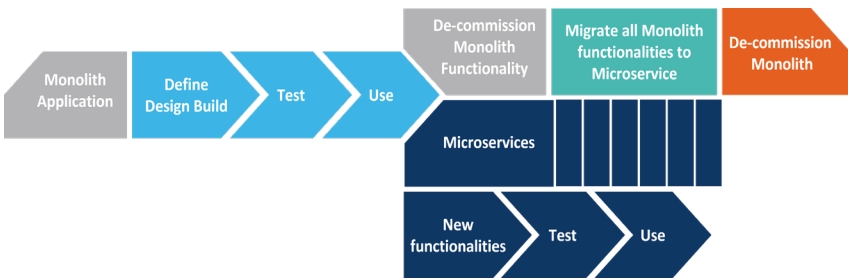 Monolith
Application
Define
Design Build
Test
Use
De-commission
Monolith
Functionality
Migrate all Monolith
functionalities to
Microservice
De-commission
Monolith
Microservices
New
functionalities
Test
Use